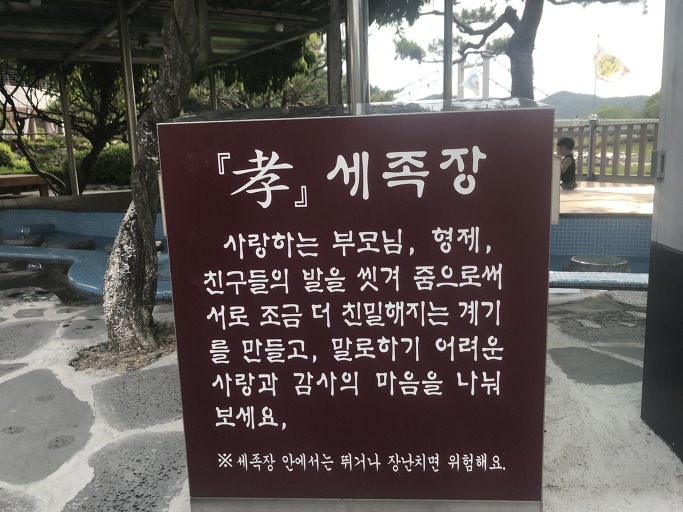 『孝』 세족장
사랑하는 부모님, 형제,
친구들의 발을 씻겨 줌으로써
서로 조금 더 친밀해지는 계기
를 만들고, 말로하기 어려운
사랑과 감사의 마음을 나눠
보세요,
※ 세족장 안에서는 뛰거나 장난치면 위험해요.